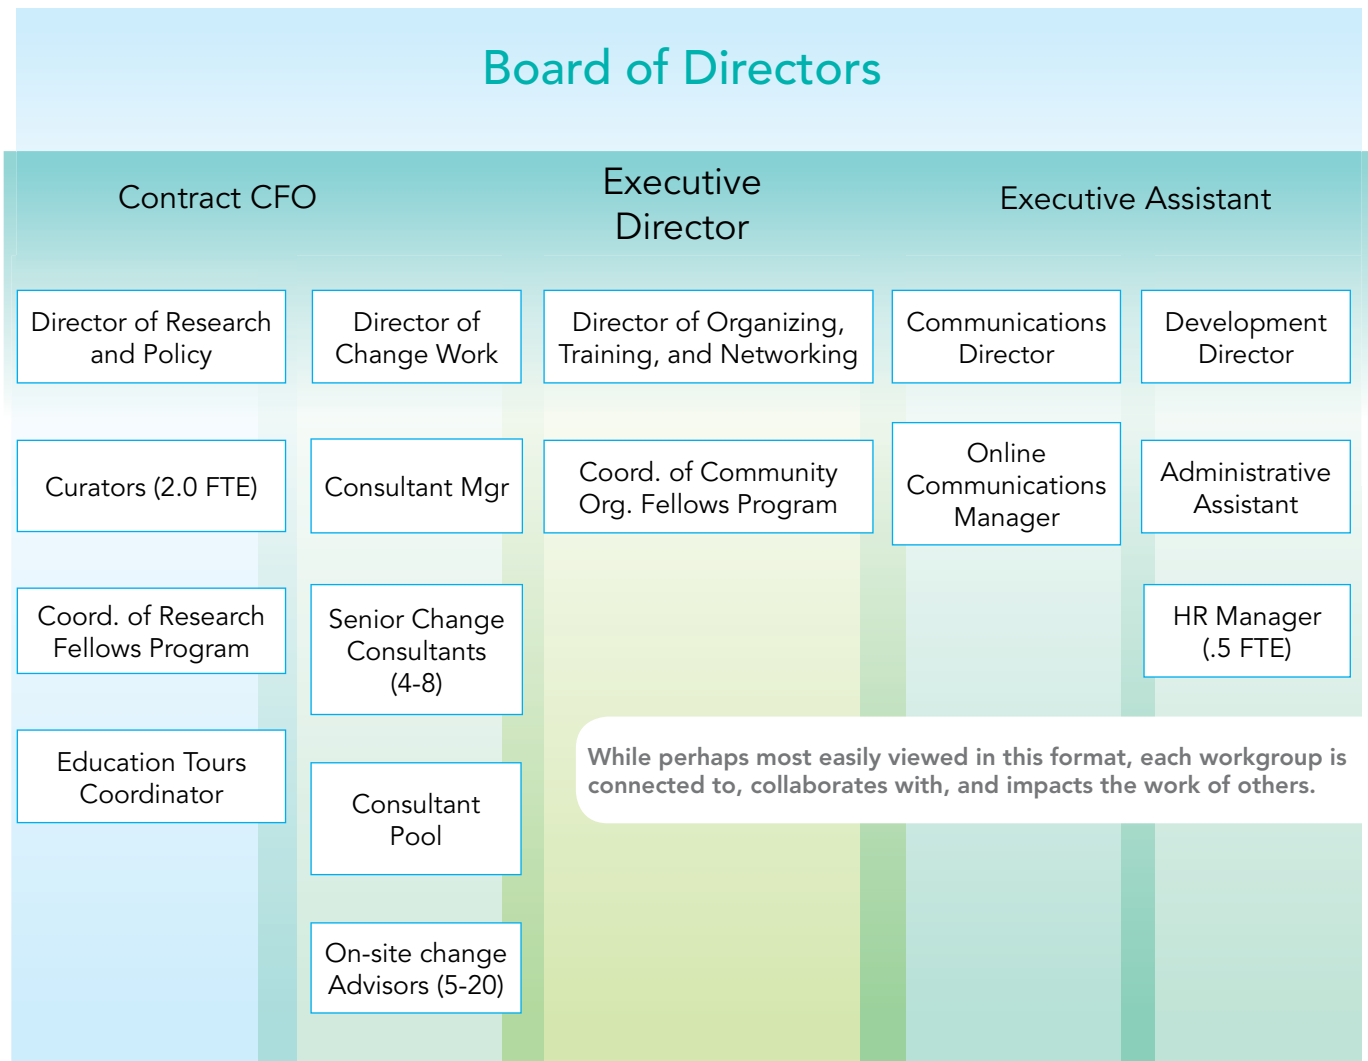 Board of Directors
Contract CFO
Executive
Director
Executive Assistant
Director of Research
and Policy
Director of
Change Work
Director of Organizing,
Training, and Networking
Communications
Director
Development
Director
Curators (2.0 FTE)
Consultant Mgr
Coord. of Community
Org. Fellows Program
Online
Communications
Manager
Administrative
Assistant
Coord. of Research
Fellows Program
Senior Change
Consultants
(4-8)
HR Manager
(.5 FTE)
Education Tours
Coordinator
Consultant
Pool
While perhaps most easily viewed in this format, each workgroup is
connected to, collaborates with, and impacts the work of others.
On-site change
Advisors (5-20)